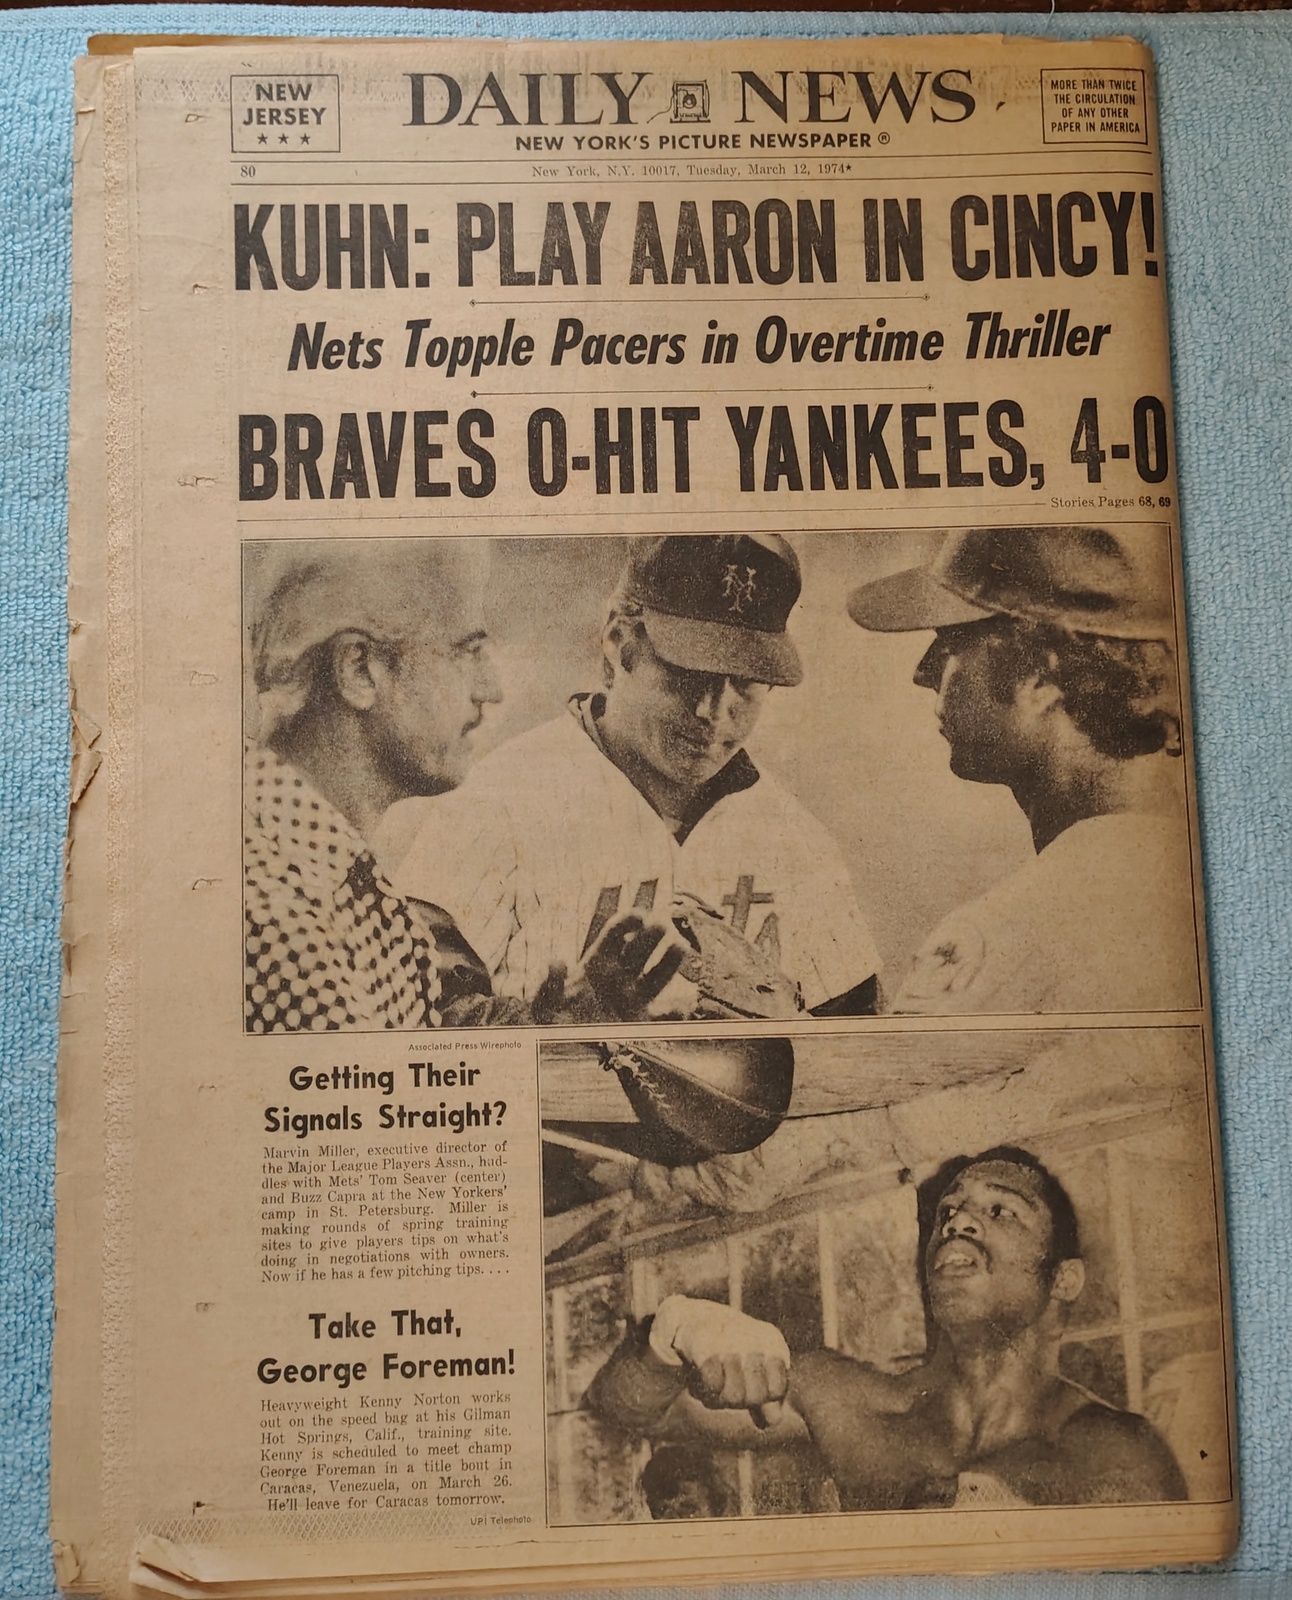 NEW
JERSEY
★ ★ ★
DAILY NEWS
NEW YORK'S PICTURE NEWSPAPER ®
MORE THAN TWICE
THE CIRCULATION
OF ANY OTHER
PAPER IN AMERICA
80
New York, N.Y. 10017, Tuesday, March 12, 1974★
KUHN: PLAY AARON IN CINCY!
Nets Topple Pacers in Overtime Thriller
BRAVES 0-HIT YANKEES, 4-0
Stories Pages 68, 69
NY
Associated Press Wirephoto
Getting Their
Signals Straight?
Marvin Miller, executive director of
the Major League Players Assn., hud-
dles with Mets' Tom Seaver (center)
and Buzz Capra at the New Yorkers'
camp in St. Petersburg. Miller is
making rounds of spring training
sites to give players tips on what's
doing in negotiations with owners.
Now if he has a few pitching tips. . . .
Take That,
George Foreman!
Heavyweight Kenny Norton works
out on the speed bag at his Gilman
Hot Springs, Calif., training site.
Kenny is scheduled to meet champ
George Foreman in a title bout in
Caracas, Venezuela, on March 26.
He'll leave for Caracas tomorrow.
UPI Telephoto